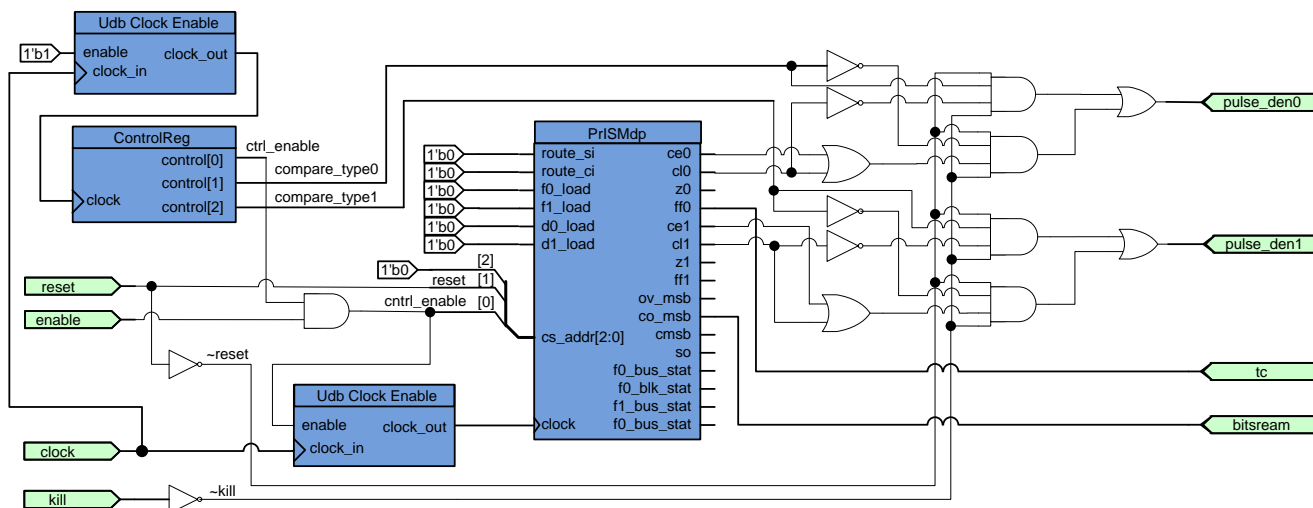 Udb Clock Enable
1'b1
enable
clock_out
clock_in
ControlReg
control[0]
control[1]
control[2]
clock
ctrl_enable
compare_type0
compare_type1
PrISMdp
1'b0
route_si
1'b0
route_ci
1'b0
f0_load
1'b0
f1_load
1'b0
d0_load
1'b0
d1_load
1'b0
[2]
reset
[1]
cntrl_enable
[0]
cs_addr[2:0]
clock
ce0
cl0
z0
ff0
ce1
cl1
z1
ff1
ov_msb
co_msb
cmsb
so
f0_bus_stat
f0_blk_stat
f1_bus_stat
f0_bus_stat
reset
enable
~reset
Udb Clock Enable
enable
clock_out
clock_in
clock
kill
~kill
pulse_den0
pulse_den1
tc
bitsream